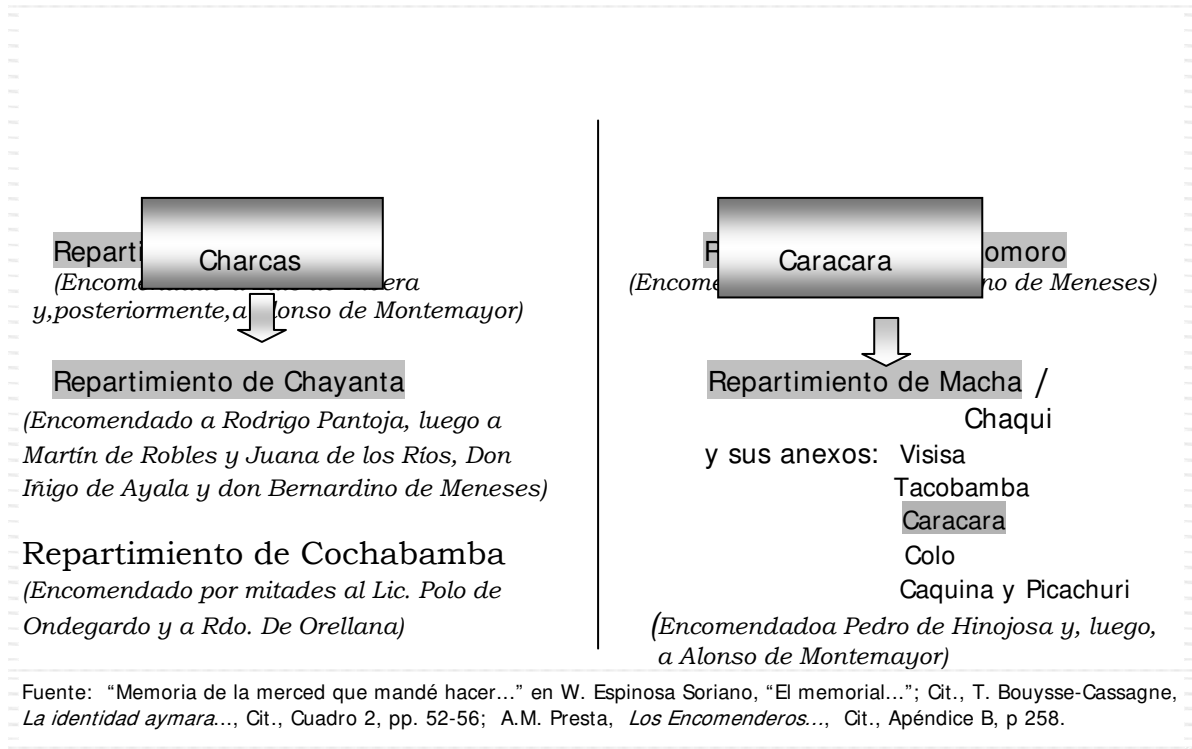 Charcas
Reparti
(Encom era
y,posteriormente,a lonso de Montemayor)
Repartimiento de Chayanta
(Encomendado a Rodrigo Pantoja, luego a
Martín de Robles y Juana de los Ríos, Don
Iñigo de Ayala y don Bernardino de Meneses)
Repartimiento de Cochabamba
(Encomendado por mitades al Lic. Polo de
Ondegardo y a Rdo. De Orellana)
Caracara
omoro
(Encome no de Meneses)
Repartimiento de Macha /
Chaqui
y sus anexos: Visisa
Tacobamba
Caracara
Colo
Caquina y Picachuri
(Encomendadoa Pedro de Hinojosa y, luego,
a Alonso de Montemayor)
Fuente: “Memoria de la merced que mandé hacer…” en W. Espinosa Soriano, “El memorial…”; Cit., T. Bouysse-Cassagne,
La identidad aymara…, Cit., Cuadro 2, pp. 52-56; A.M. Presta, Los Encomenderos…, Cit., Apéndice B, p 258.